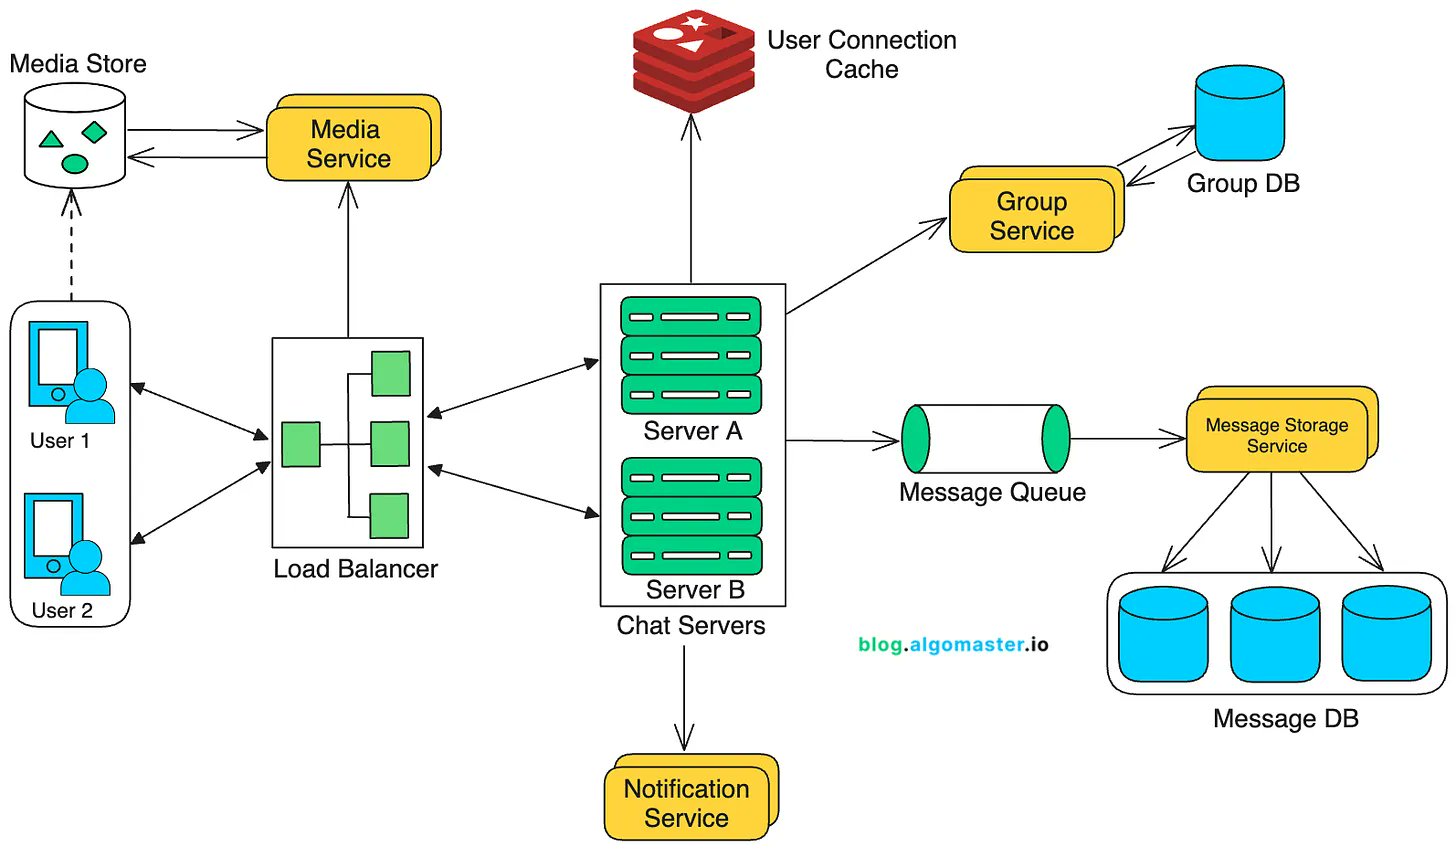 Media Store
Media
Service
User Connection
Cache
Group DB
Group
Service
User 1
User 2
Load Balancer
Server A
Server B
Chat Servers
Message Queue
Message Storage
Service
Message DB
blog.algomaster.io
Notification
Service